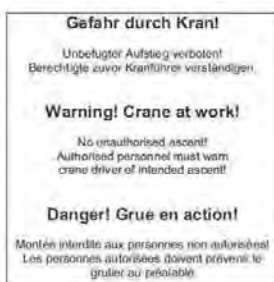 Gefahr durch Kran!
Unbefugter Aufstieg verboten!
Berechtigte zuvor Kranführer verständigen.
Warning! Crane at work!
No unauthorised ascent!
Authorised personnel must warn
crane driver of intended ascent!
Danger! Grue en action!
Montée interdite aux personnes non autorisées!
Les personnes autorisées doivent prévenir le
grutier au préalable.